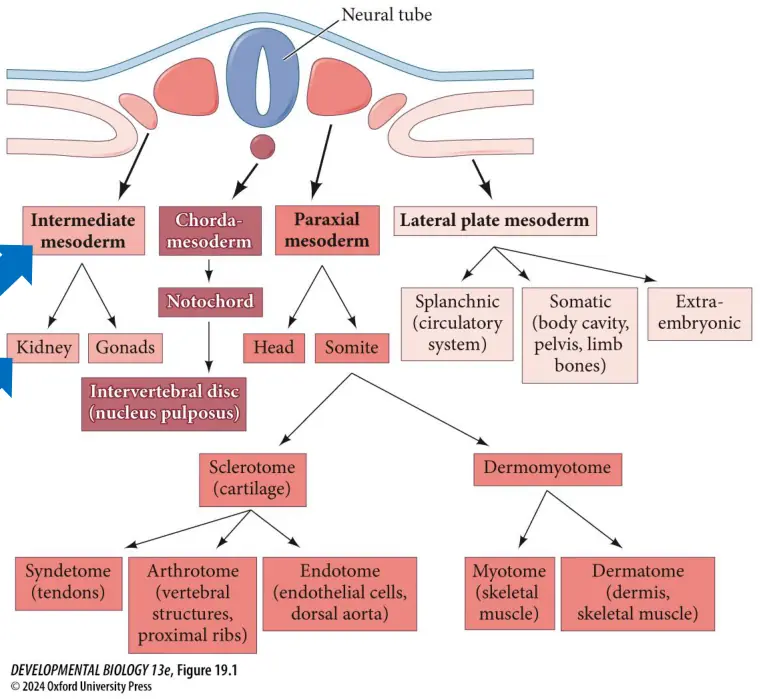 Neural tube
Intermediate
mesoderm
Chorda-
mesoderm
Paraxial
mesoderm
Lateral plate mesoderm
Notochord
Splanchnic
(circulatory
system)
Somatic
(body cavity,
pelvis, limb
bones)
Extra-
embryonic
Kidney
Gonads
Head
Somite
Intervertebral disc
(nucleus pulposus)
Sclerotome
(cartilage)
Dermomyotome
Syndetome
(tendons)
Arthrotome
(vertebral
structures,
proximal ribs)
Endotome
(endothelial cells,
dorsal aorta)
Myotome
(skeletal
muscle)
Dermatome
(dermis,
skeletal muscle)
DEVELOPMENTAL BIOLOGY 13e, Figure 19.1
© 2024 Oxford University Press